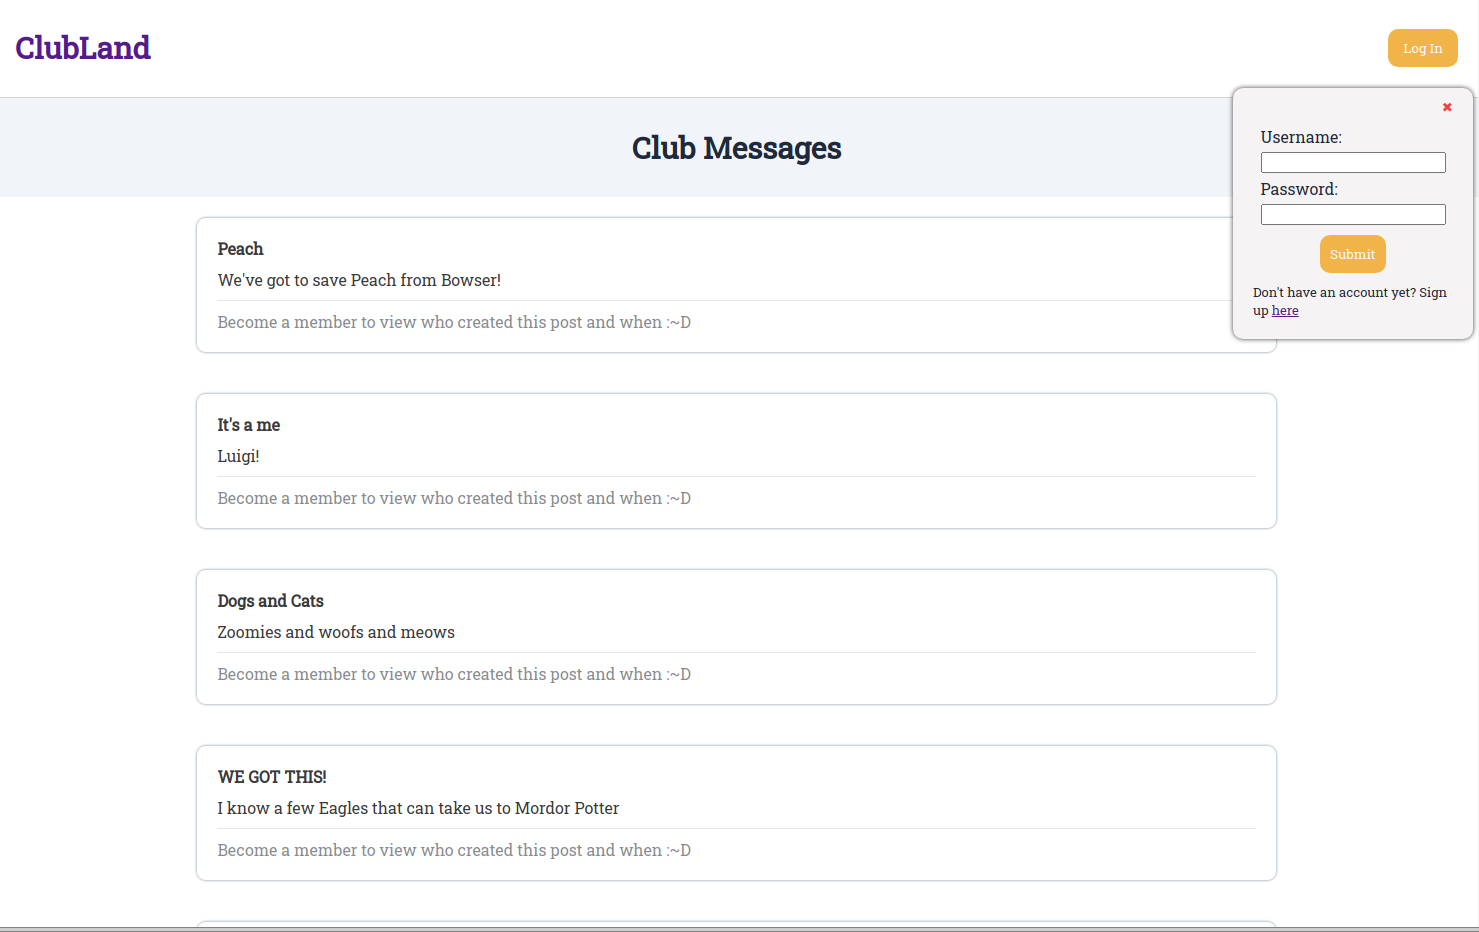 ClubLand
Log In
✖
Username:
Password:
Submit
Don't have an account yet? Sign
up here
Club Messages
Peach
We've got to save Peach from Bowser!
Become a member to view who created this post and when :~D
It's a me
Luigi!
Become a member to view who created this post and when :~D
Dogs and Cats
Zoomies and woofs and meows
Become a member to view who created this post and when :~D
WE GOT THIS!
I know a few Eagles that can take us to Mordor Potter
Become a member to view who created this post and when :~D